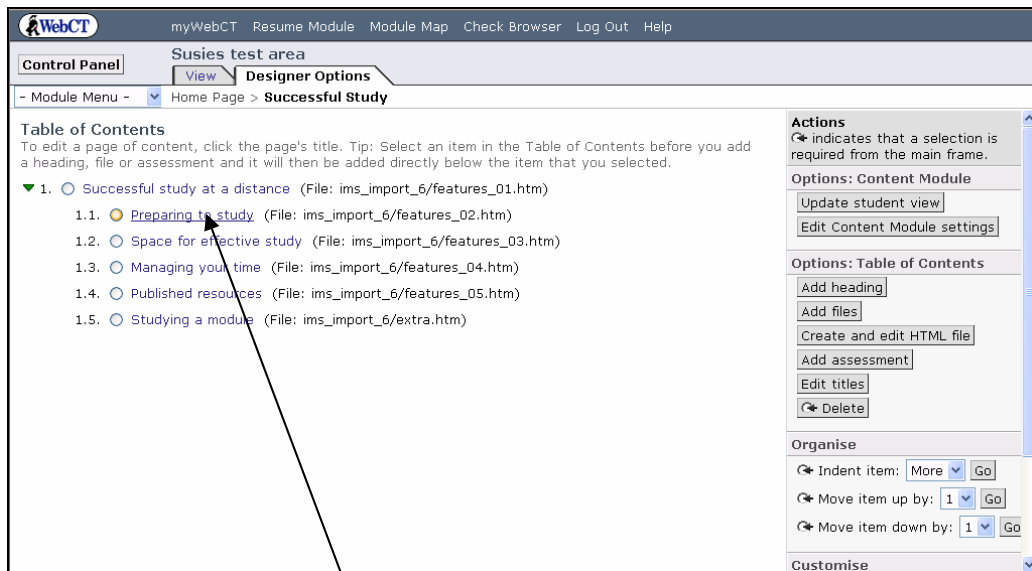 WebCT
myWebCT Resume Module Module Map Check Browser Log Out Help
Control Panel
Susies test area
View Designer Options
- Module Menu - Home Page > Successful Study
Table of Contents
To edit a page of content, click the page's title. Tip: Select an item in the Table of Contents before you add
a heading, file or assessment and it will then be added directly below the item that you selected.
1. Successful study at a distance (File: ims_import_6/features_01.htm)
1.1. Preparing to study (File: ims_import_6/features_02.htm)
1.2. Space for effective study (File: ims_import_6/features_03.htm)
1.3. Managing your time (File: ims_import_6/features_04.htm)
1.4. Published resources (File: ims_import_6/features_05.htm)
1.5. Studying a module (File: ims_import_6/extra.htm)
Actions
indicates that a selection is
required from the main frame.
Options: Content Module
Update student view
Edit Content Module settings
Options: Table of Contents
Add heading
Add files
Create and edit HTML file
Add assessment
Edit titles
Delete
Organise
Indent item: More Go
Move item up by: 1 Go
Move item down by: 1 Go
Customise